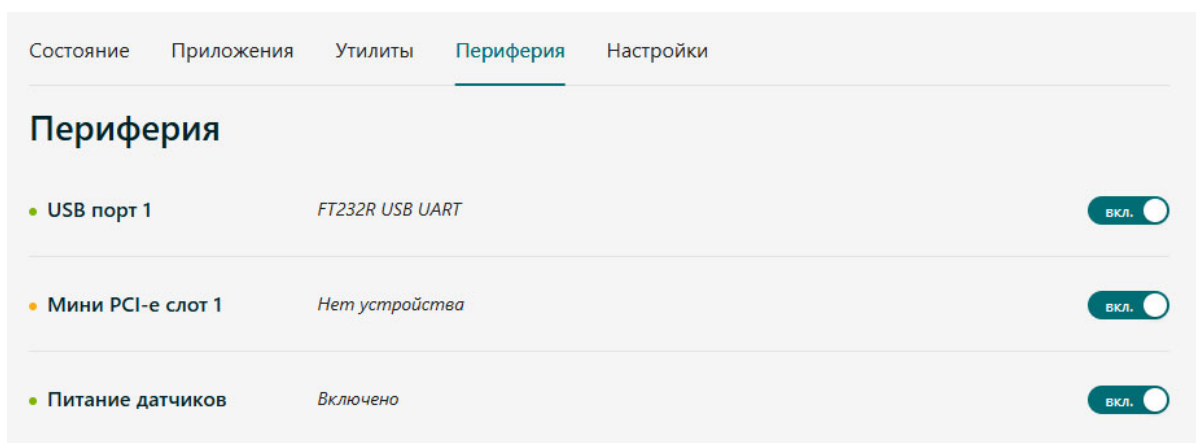 Состояние Приложения Утилиты Периферия Настройки
Периферия
USB порт 1 FT232R USB UART вкл.
Мини PCI-e слот 1 Нет устройства вкл.
Питание датчиков Включено вкл.